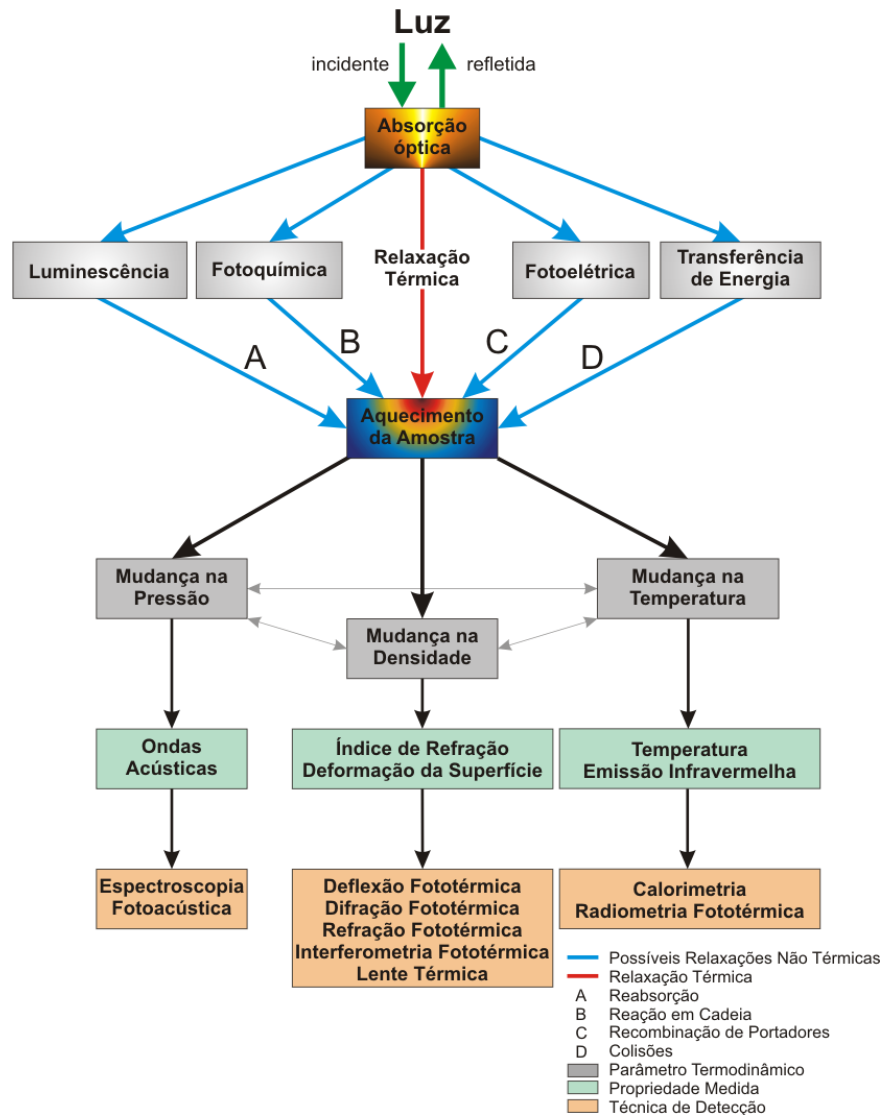 Luz
incidente
refletida
Absorção
óptica
Luminescência
Fotoquímica
Relaxação
Térmica
Fotoelétrica
Transferência
de Energia
A
B
C
D
Aquecimento
da Amostra
Mudança na
Pressão
Mudança na
Densidade
Mudança na
Temperatura
Ondas
Acústicas
Índice de Refração
Deformação da Superfície
Temperatura
Emissão Infravermelha
Espectroscopia
Fotoacústica
Deflexão Fototérmica
Difração Fototérmica
Refração Fototérmica
Interferometria Fototérmica
Lente Térmica
Calorimetria
Radiometria Fototérmica
Possíveis Relaxações Não Térmicas
Relaxação Térmica
A Reabsorção
B Reação em Cadeia
C Recombinação de Portadores
D Colisões
Parâmetro Termodinâmico
Propriedade Medida
Técnica de Detecção